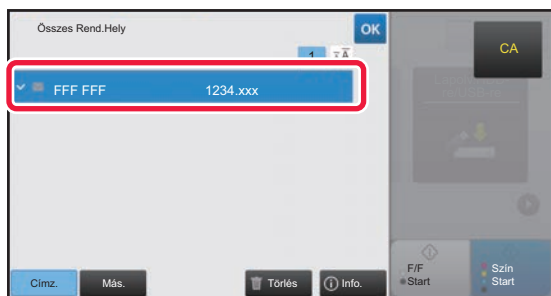 Összes Rend.Hely
OK
CA
1
FFF FFF 1234.xxx
Címz.
Más.
Törlés
Info.
F/F
Start
Szín
Start